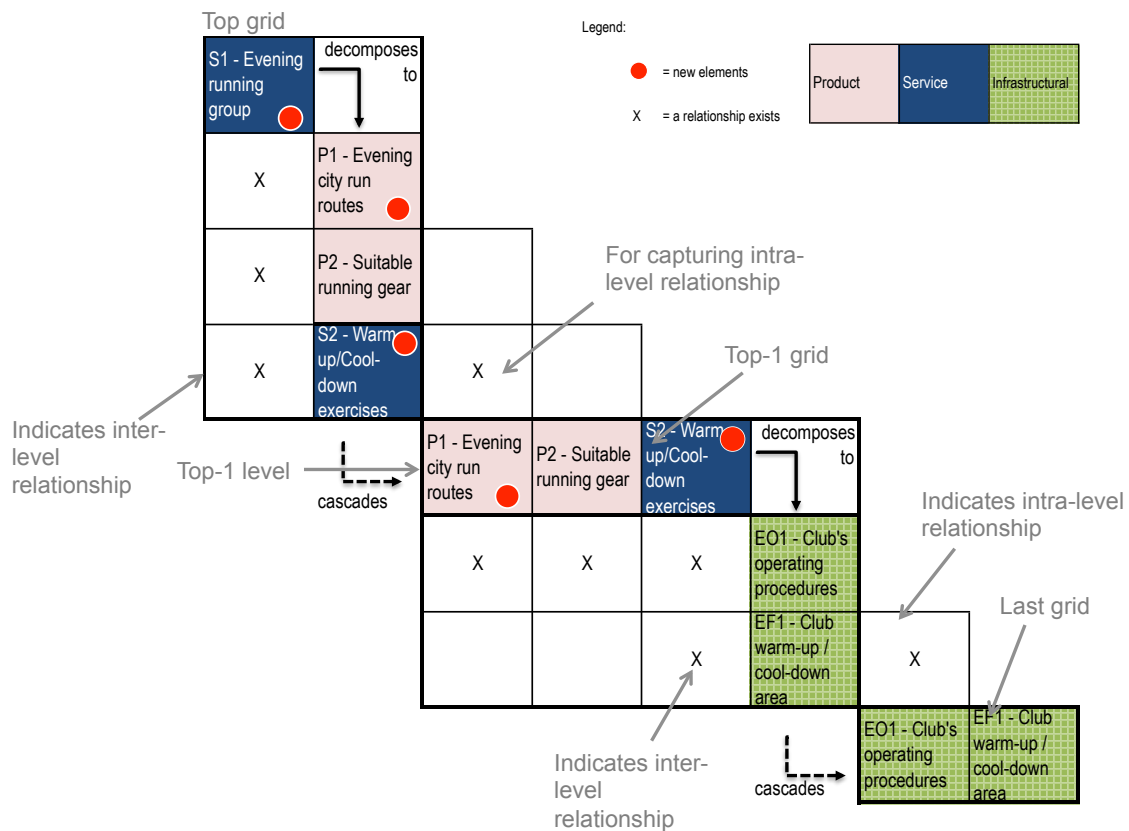 Top grid
Legend:
S1 - Evening
running
group
decomposes
to
= new elements
X = a relationship exists
Product
Service
Infrastructural
X
P1 - Evening
city run
routes
X
P2 - Suitable
running gear
For capturing intra-
level relationship
X
S2 - Warm-
up/Cool-
down
exercises
X
Top-1 grid
Indicates inter-
level
relationship
Top-1 level
cascades
P1 - Evening
city run
routes
P2 - Suitable
running gear
S2 - Warm-
up/Cool-
down
exercises
decomposes
to
Indicates intra-level
relationship
X
X
X
EO1 - Club's
operating
procedures
Last grid
X
EF1 - Club
warm-up /
cool-down
area
X
Indicates inter-
level
relationship
cascades
EO1 - Club's
operating
procedures
EF1 - Club
warm-up /
cool-down
area